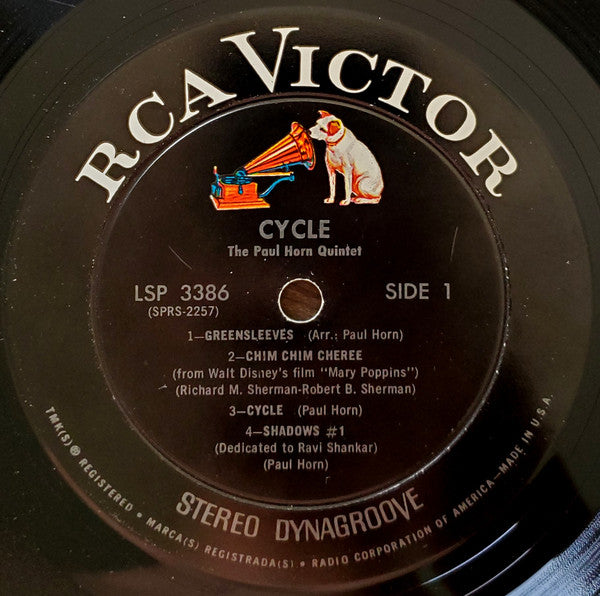 RCA VICTOR
CYCLE
The Paul Horn Quintet
LSP 3386
(SPRS-2257)
SIDE 1
1—GREENSLEEVES (Arr.: Paul Horn)
2—CHIM CHIM CHEREE
(from Walt Disney's film "Mary Poppins")
(Richard M. Sherman-Robert B. Sherman)
3—CYCLE (Paul Horn)
4—SHADOWS #1
(Dedicated to Ravi Shankar)
(Paul Horn)
STEREO DYNAGROOVE
TMK(S) ® REGISTERED • MARCA(S) REGISTRADA(S) • RADIO CORPORATION OF AMERICA—MADE IN U.S.A.